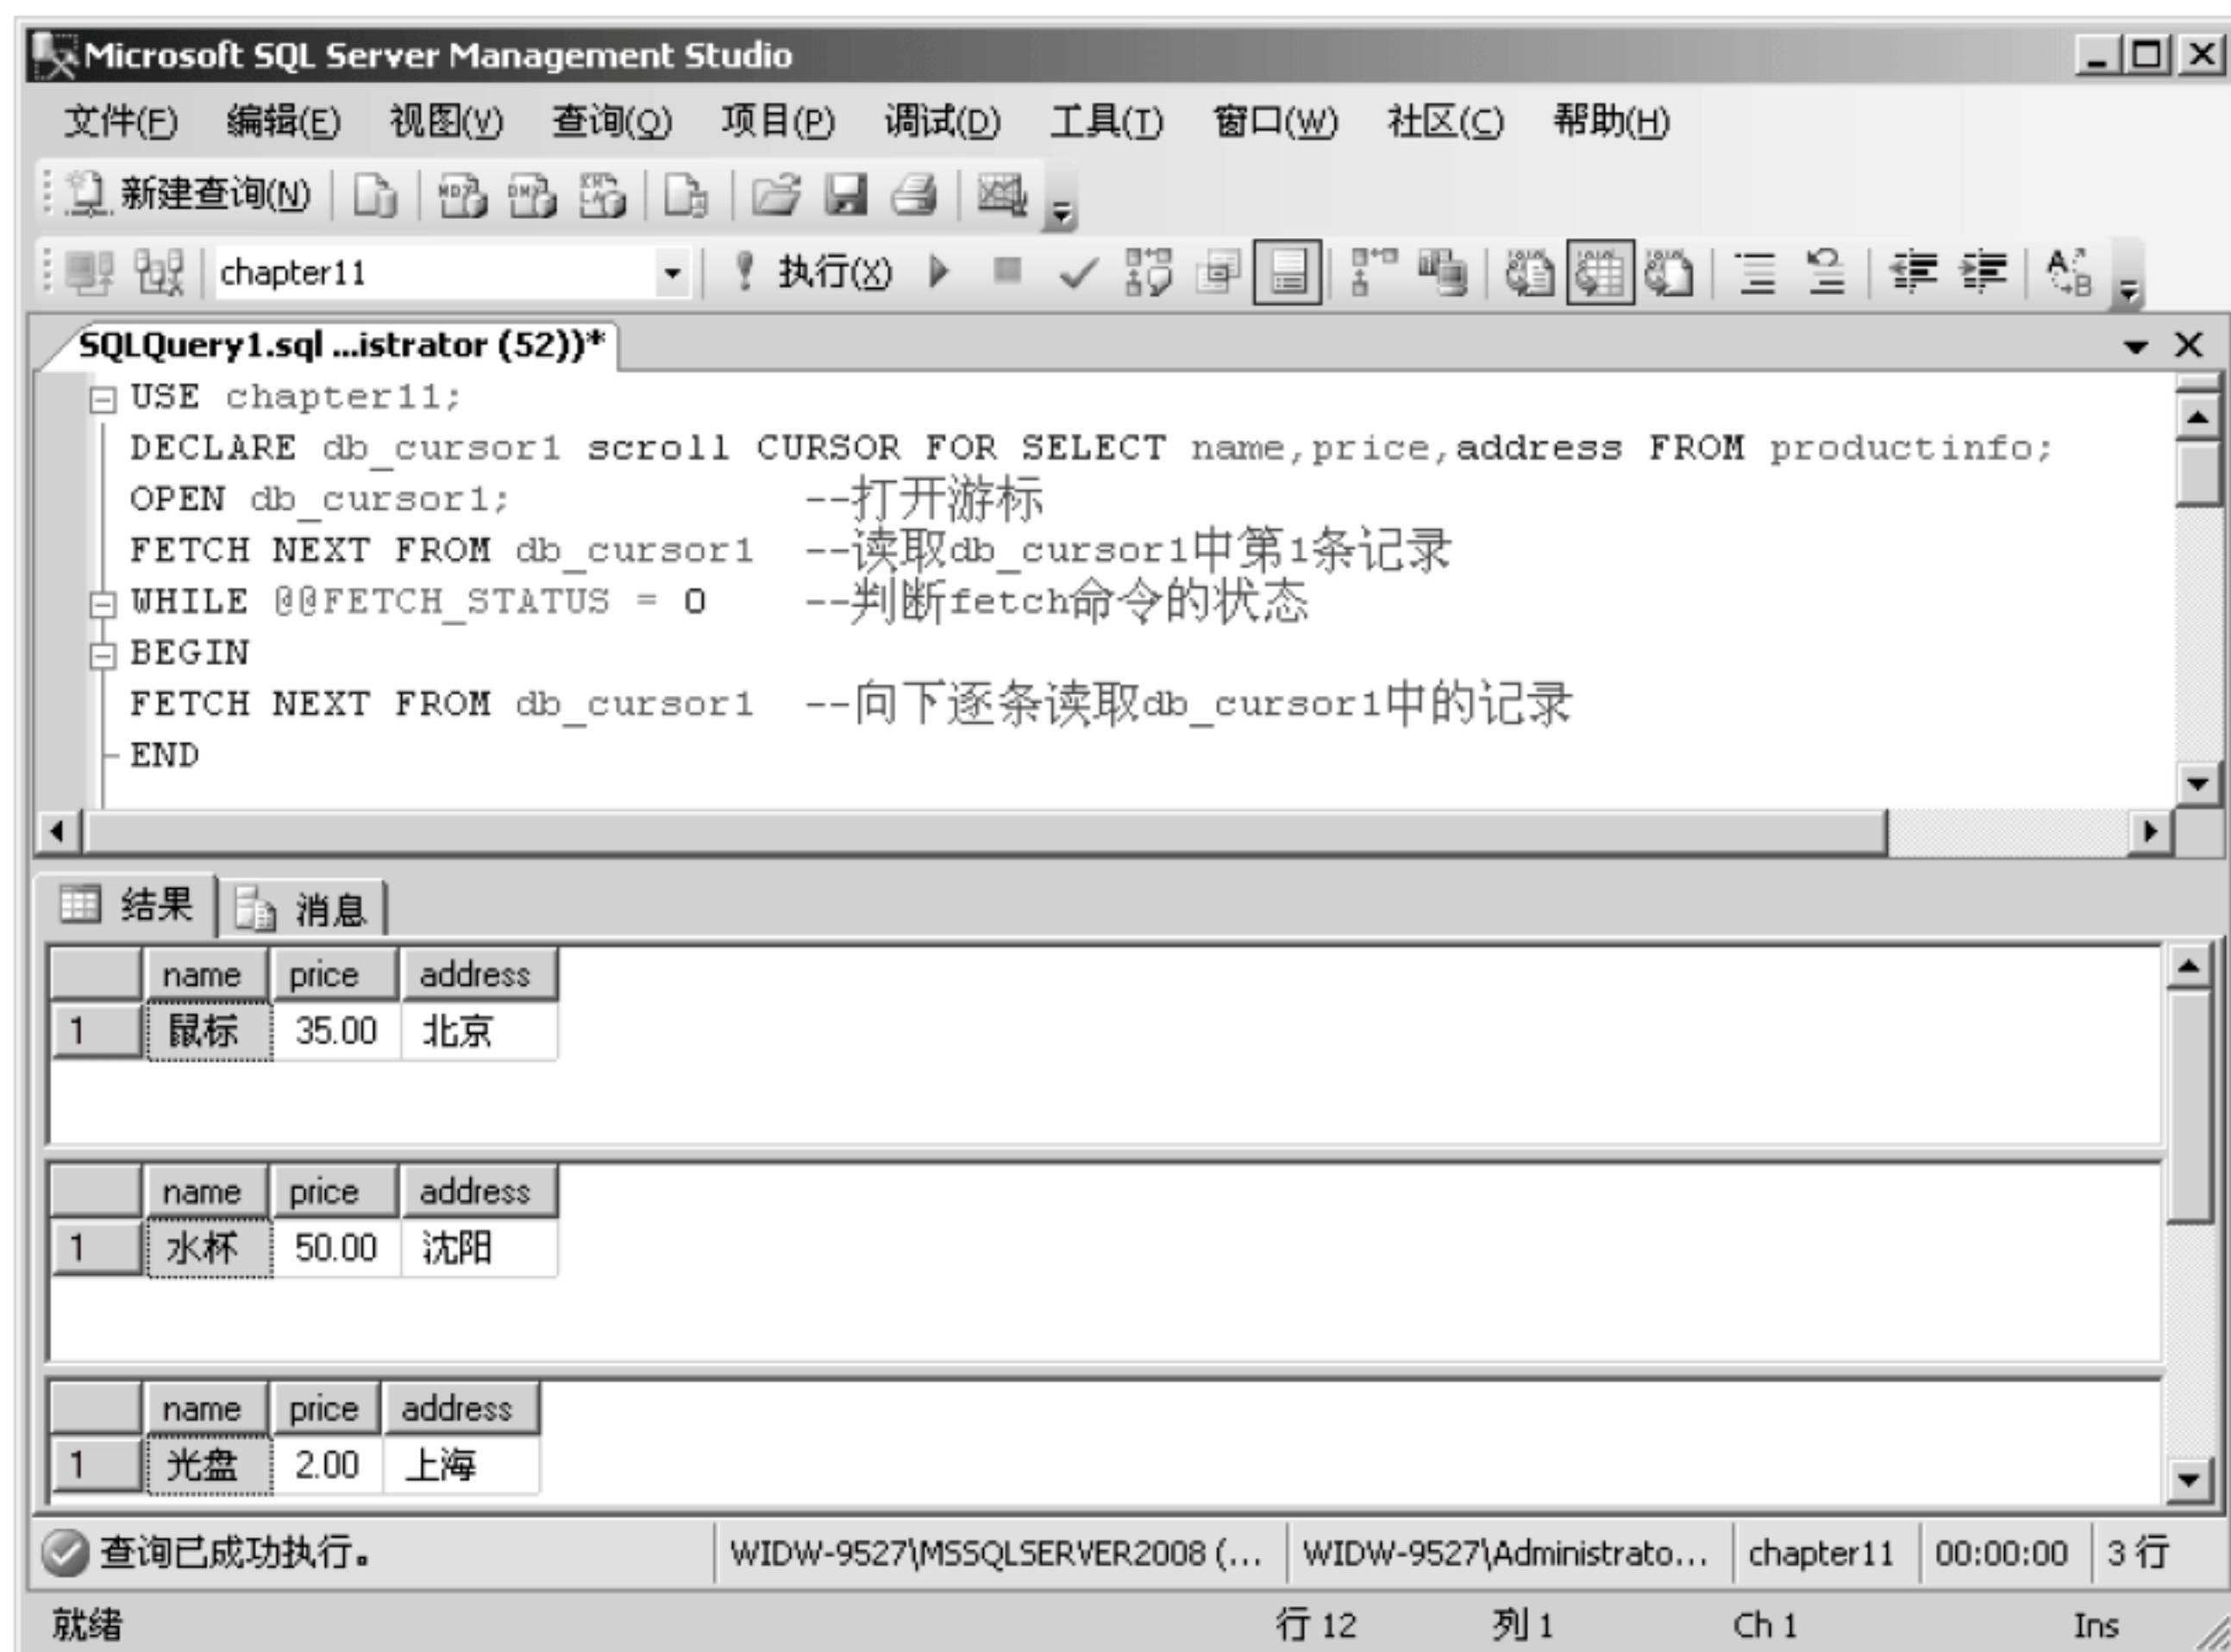 Microsoft SQL Server Management Studio
文件(F) 编辑(E) 视图(V) 查询(Q) 项目(P) 调试(D) 工具(T) 窗口(W) 社区(C) 帮助(H)
新建查询(N)
chapter11 执行(X)
SQLQuery1.sql ...istrator (52))*
USE chapter11;
DECLARE db_cursor1 scroll CURSOR FOR SELECT name,price,address FROM productinfo;
OPEN db_cursor1; --打开游标
FETCH NEXT FROM db_cursor1 --读取db_cursor1中第1条记录
WHILE @@FETCH_STATUS = 0 --判断fetch命令的状态
BEGIN
FETCH NEXT FROM db_cursor1 --向下逐条读取db_cursor1中的记录
END
结果 消息
name price address
1 鼠标 35.00 北京
name price address
1 水杯 50.00 沈阳
name price address
1 光盘 2.00 上海
查询已成功执行。 WIDW-9527\MSSQLSERVER2008 (... WIDW-9527\Administrato... chapter11 00:00:00 3 行
就绪 行 12 列 1 Ch 1 Ins